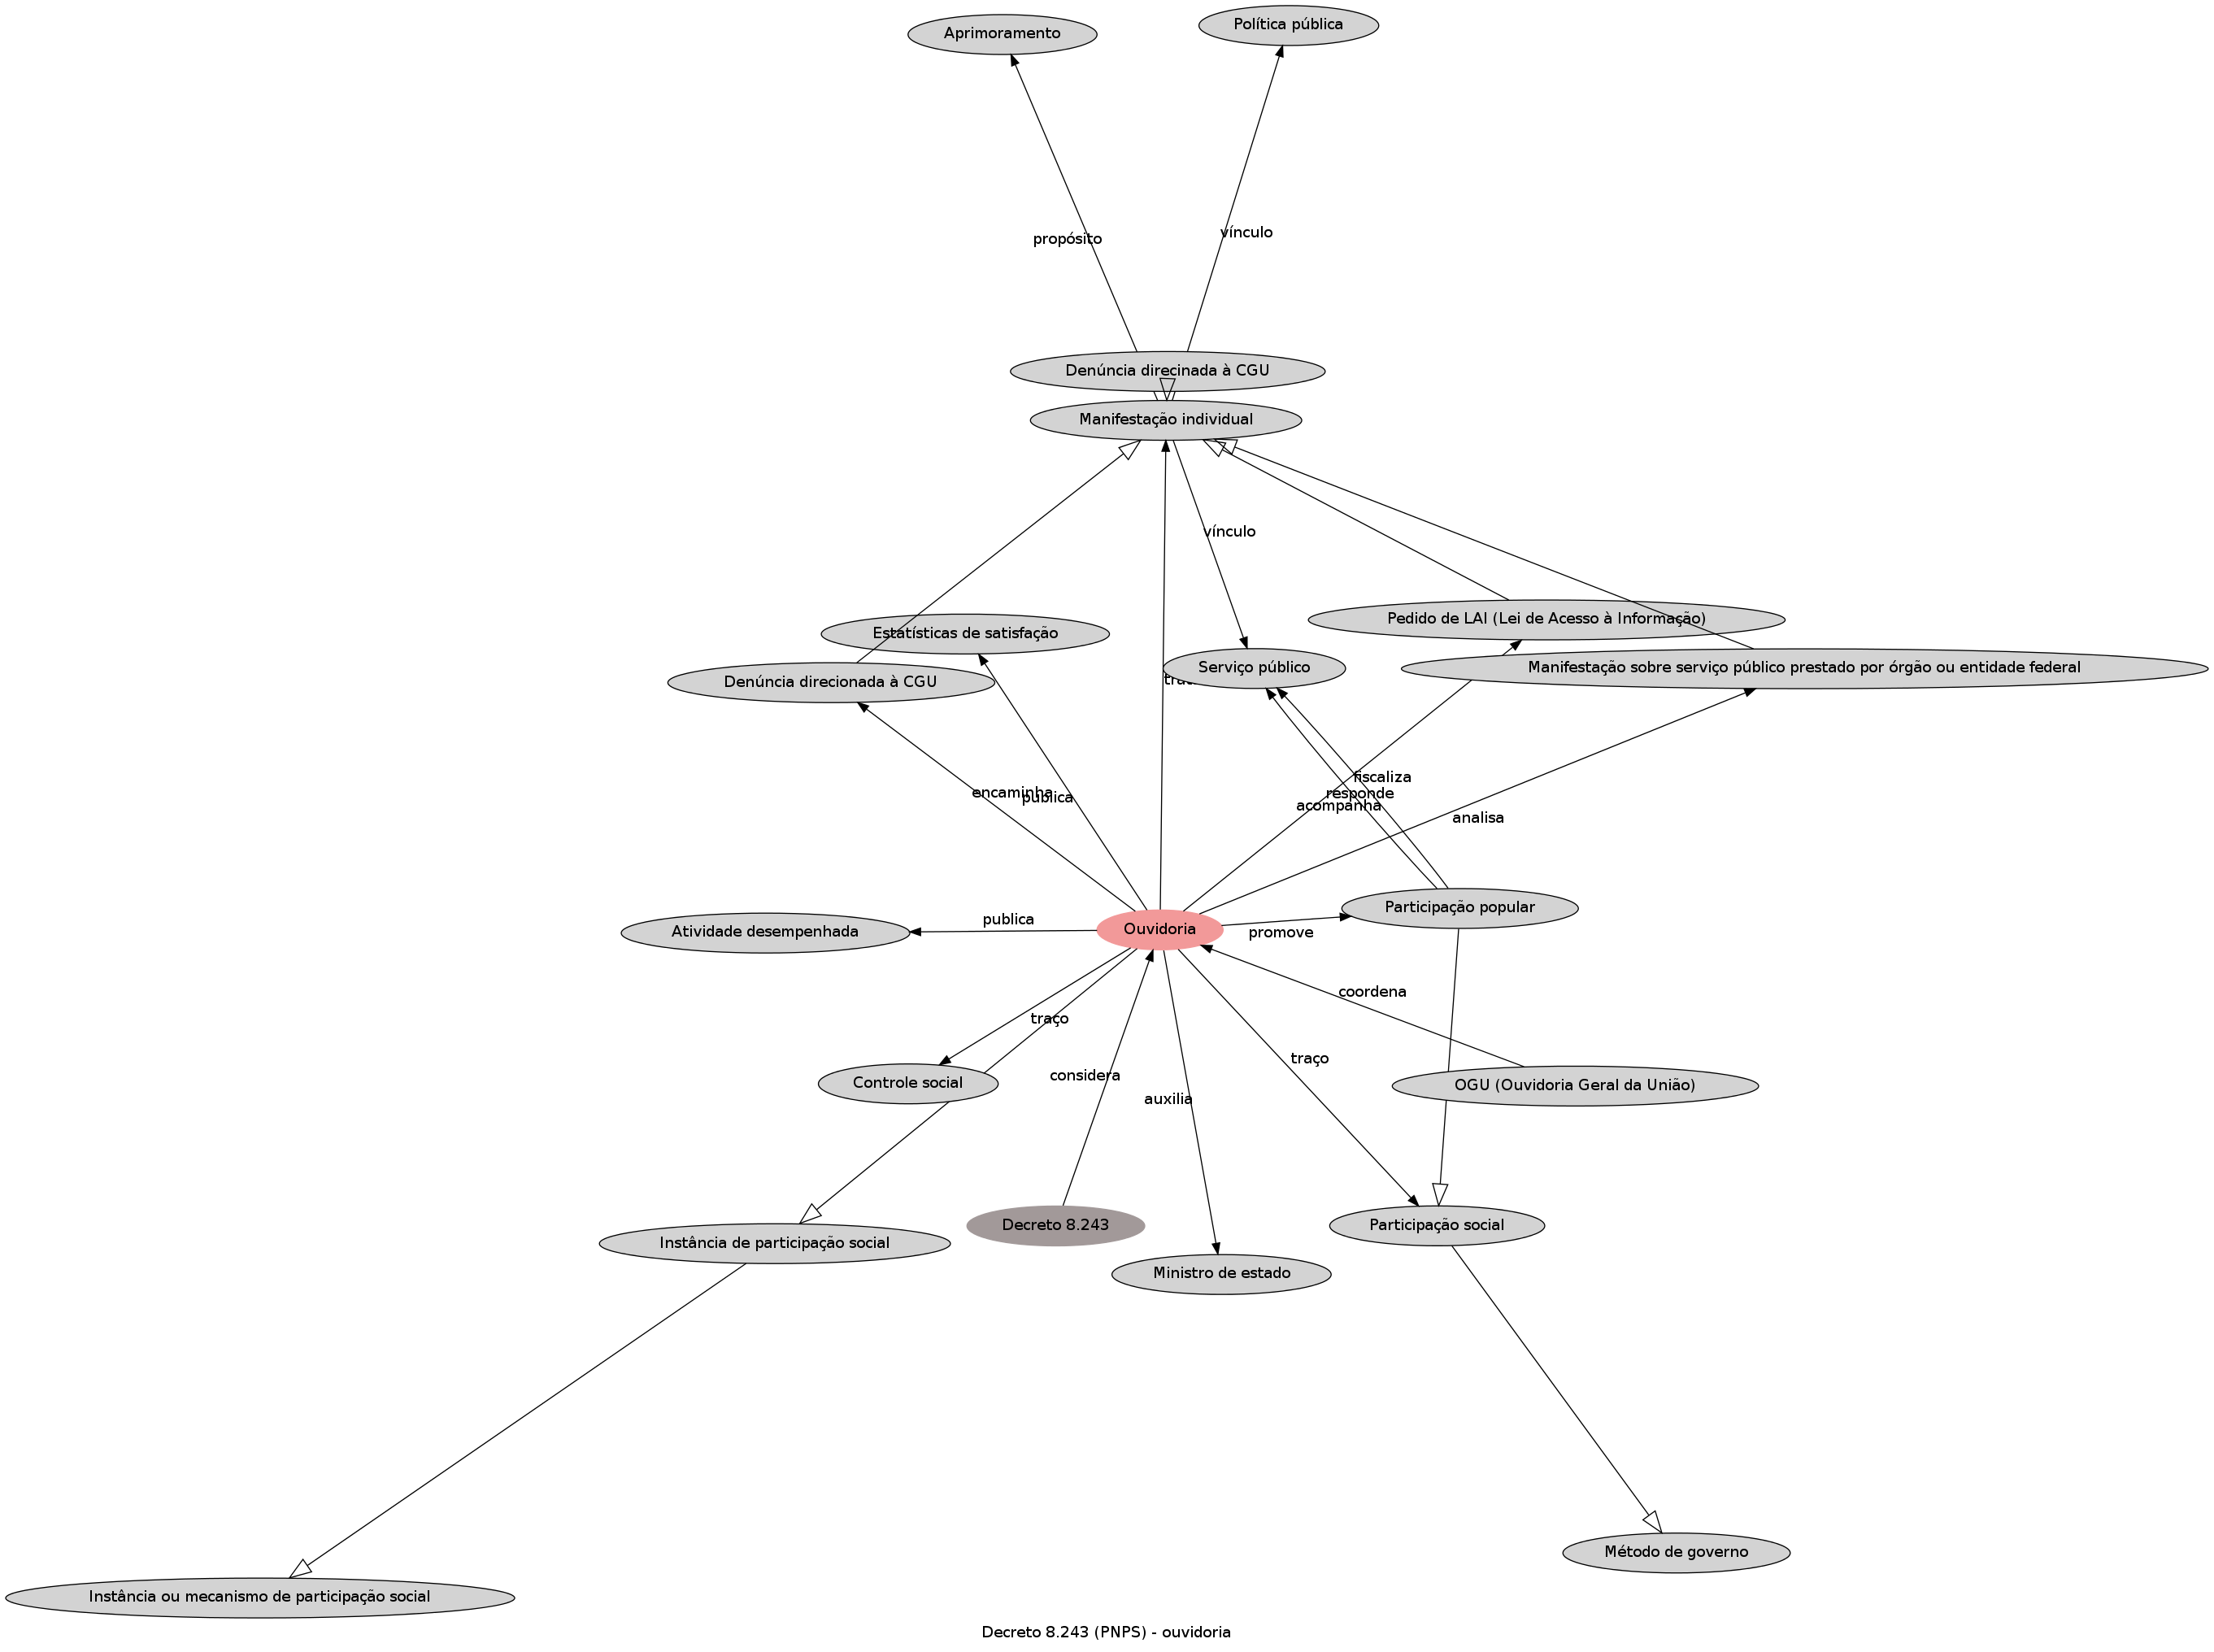 Política pública
Aprimoramento
vínculo
propósito
Denúncia direcinada à CGU
Manifestação individual
vínculo
Pedido de LAI (Lei de Acesso à Informação)
Estatísticas de satisfação
Serviço público
Manifestação sobre serviço público prestado por órgão ou entidade federal
Denúncia direcionada à CGU
fiscaliza
encaminha
responde
publica
acompanha
analisa
Participação popular
publica
Ouvidoria
Atividade desempenhada
promove
coordena
traço
traço
considera
Controle social
OGU (Ouvidoria Geral da União)
auxilia
Decreto 8.243
Participação social
Instância de participação social
Ministro de estado
Método de governo
Instância ou mecanismo de participação social
Decreto 8.243 (PNPS) - ouvidoria